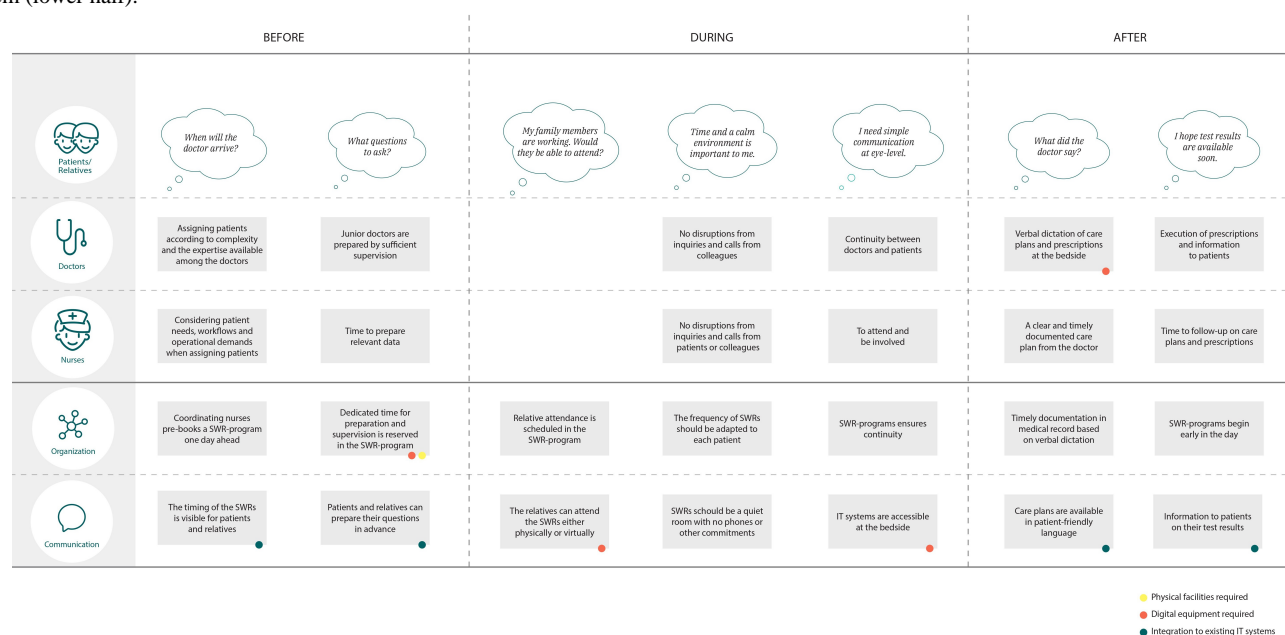 BEFORE
DURING
AFTER
Patients/
Relatives
When will the
doctor arrive?
What questions
to ask?
My family members
are working. Would
they be able to attend?
Time and a calm
environment is
important to me.
I need simple
communication
at eye-level.
What did the
doctor say?
I hope test results
are available
soon.
Doctors
Assigning patients
according to complexity
and the expertise available
among the doctors
Junior doctors are
prepared by sufficient
supervision
No disruptions from
inquiries and calls from
colleagues
Continuity between
doctors and patients
Verbal dictation of care
plans and prescriptions
at the bedside
Execution of prescriptions
and information
to patients
Nurses
Considering patient
needs, workflows and
operational demands
when assigning patients
Time to prepare
relevant data
No disruptions from
inquiries and calls from
patients or colleagues
To attend and
be involved
A clear and timely
documented care
plan from the doctor
Time to follow-up on care
plans and prescriptions
Organization
Coordinating nurses
pre-books a SWR-program
one day ahead
Dedicated time for
preparation and
supervision is reserved
in the SWR-program
Relative attendance is
scheduled in the
SWR-program
The frequency of SWRs
should be adapted to
each patient
SWR-programs ensures
continuity
Timely documentation in
medical record based
on verbal dictation
SWR-programs begin
early in the day
Communication
The timing of the SWRs
is visible for patients
and relatives
Patients and relatives can
prepare their questions
in advance
The relatives can attend
the SWRs either
physically or virtually
SWRs schould be a quiet
room with no phones or
other commitments
IT systems are accessible
at the bedside
Care plans are available
in patient-friendly
language
Information to patients
on their test results
Physical facilities required
Digital equipment required
Integration to existing IT systems